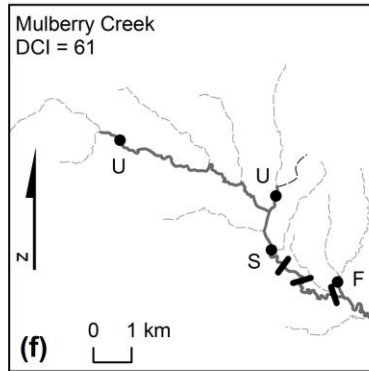 Mulberry Creek
DCI = 61
U
U
S
F
N
0 1 km
(f)